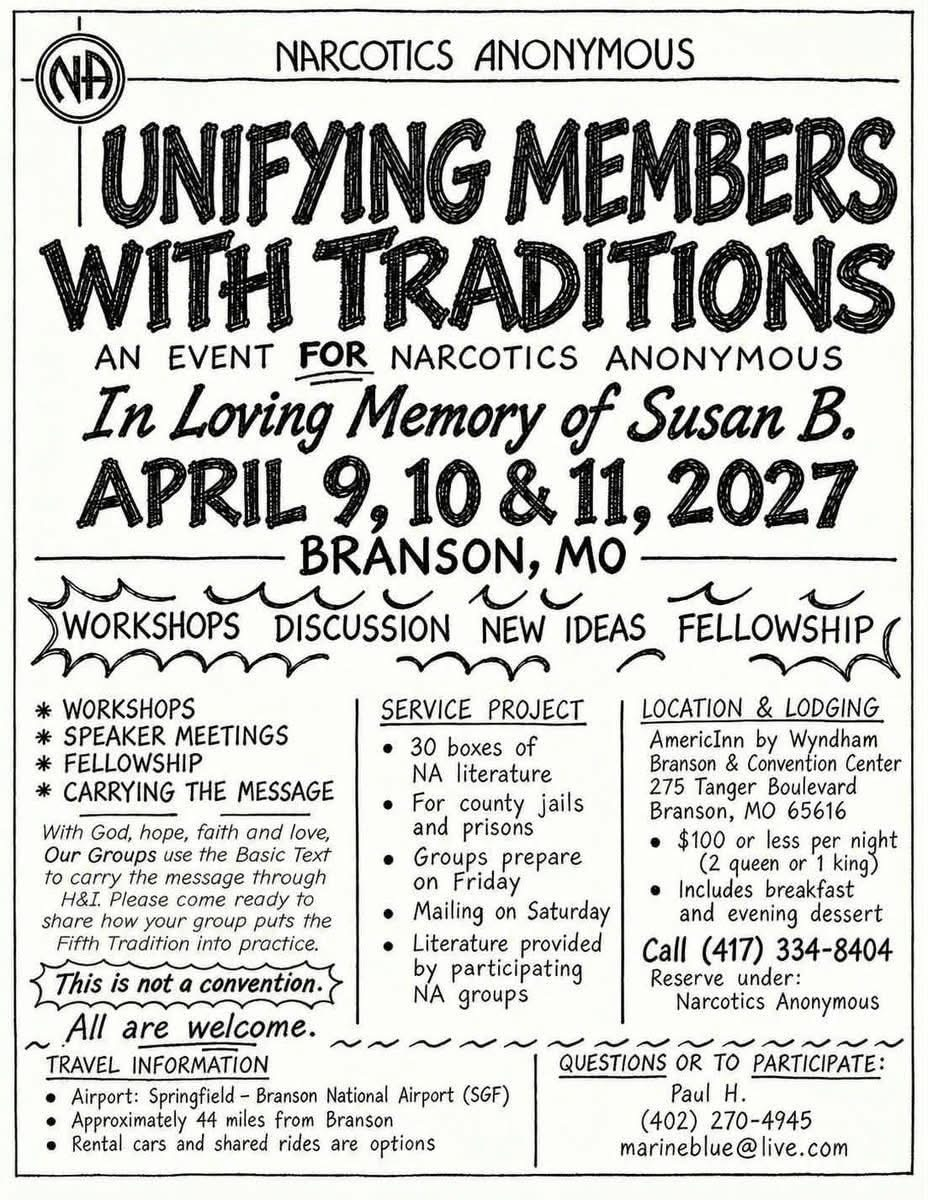 NA
NARCOTICS ANONYMOUS
UNIFYING MEMBERS
WITH TRADITIONS
AN EVENT FOR NARCOTICS ANONYMOUS
In Loving Memory of Susan B.
APRIL 9, 10 & 11, 2027
BRANSON, MO
WORKSHOPS DISCUSSION NEW IDEAS FELLOWSHIP
* WORKSHOPS
* SPEAKER MEETINGS
* FELLOWSHIP
* CARRYING THE MESSAGE
With God, hope, faith and love,
Our Groups use the Basic Text
to carry the message through
H&I. Please come ready to
share how your group puts the
Fifth Tradition into practice.
This is not a convention.
All are welcome.
SERVICE PROJECT
• 30 boxes of
NA literature
• For county jails
and prisons
• Groups prepare
on Friday
• Mailing on Saturday
• Literature provided
by participating
NA groups
LOCATION & LODGING
AmericInn by Wyndham
Branson & Convention Center
275 Tanger Boulevard
Branson, MO 65616
• $100 or less per night
(2 queen or 1 king)
• Includes breakfast
and evening dessert
Call (417) 334-8404
Reserve under:
Narcotics Anonymous
TRAVEL INFORMATION
• Airport: Springfield – Branson National Airport (SGF)
• Approximately 44 miles from Branson
• Rental cars and shared rides are options
QUESTIONS OR TO PARTICIPATE:
Paul H.
(402) 270-4945
marineblue@live.com